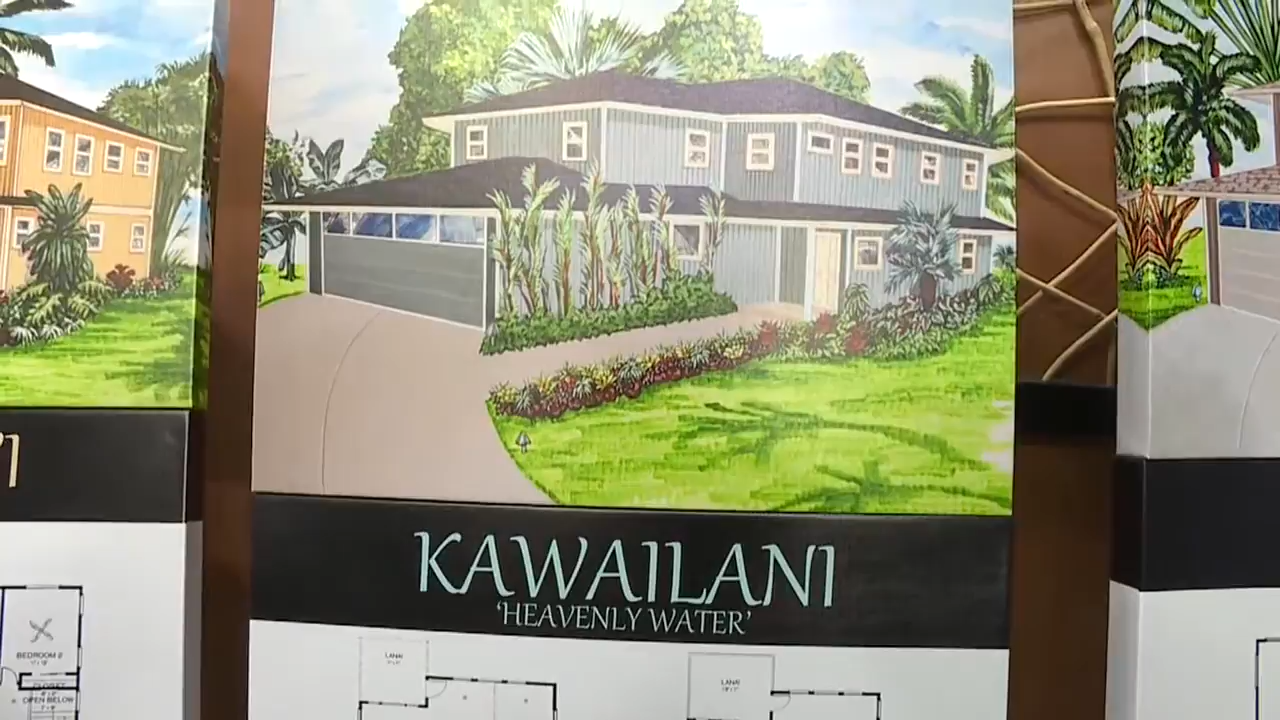 KAWAILANI
'HEAVENLY WATER'
BEDROOM 2
CLOSET
OPEN BELOW
LANAI
LANAI